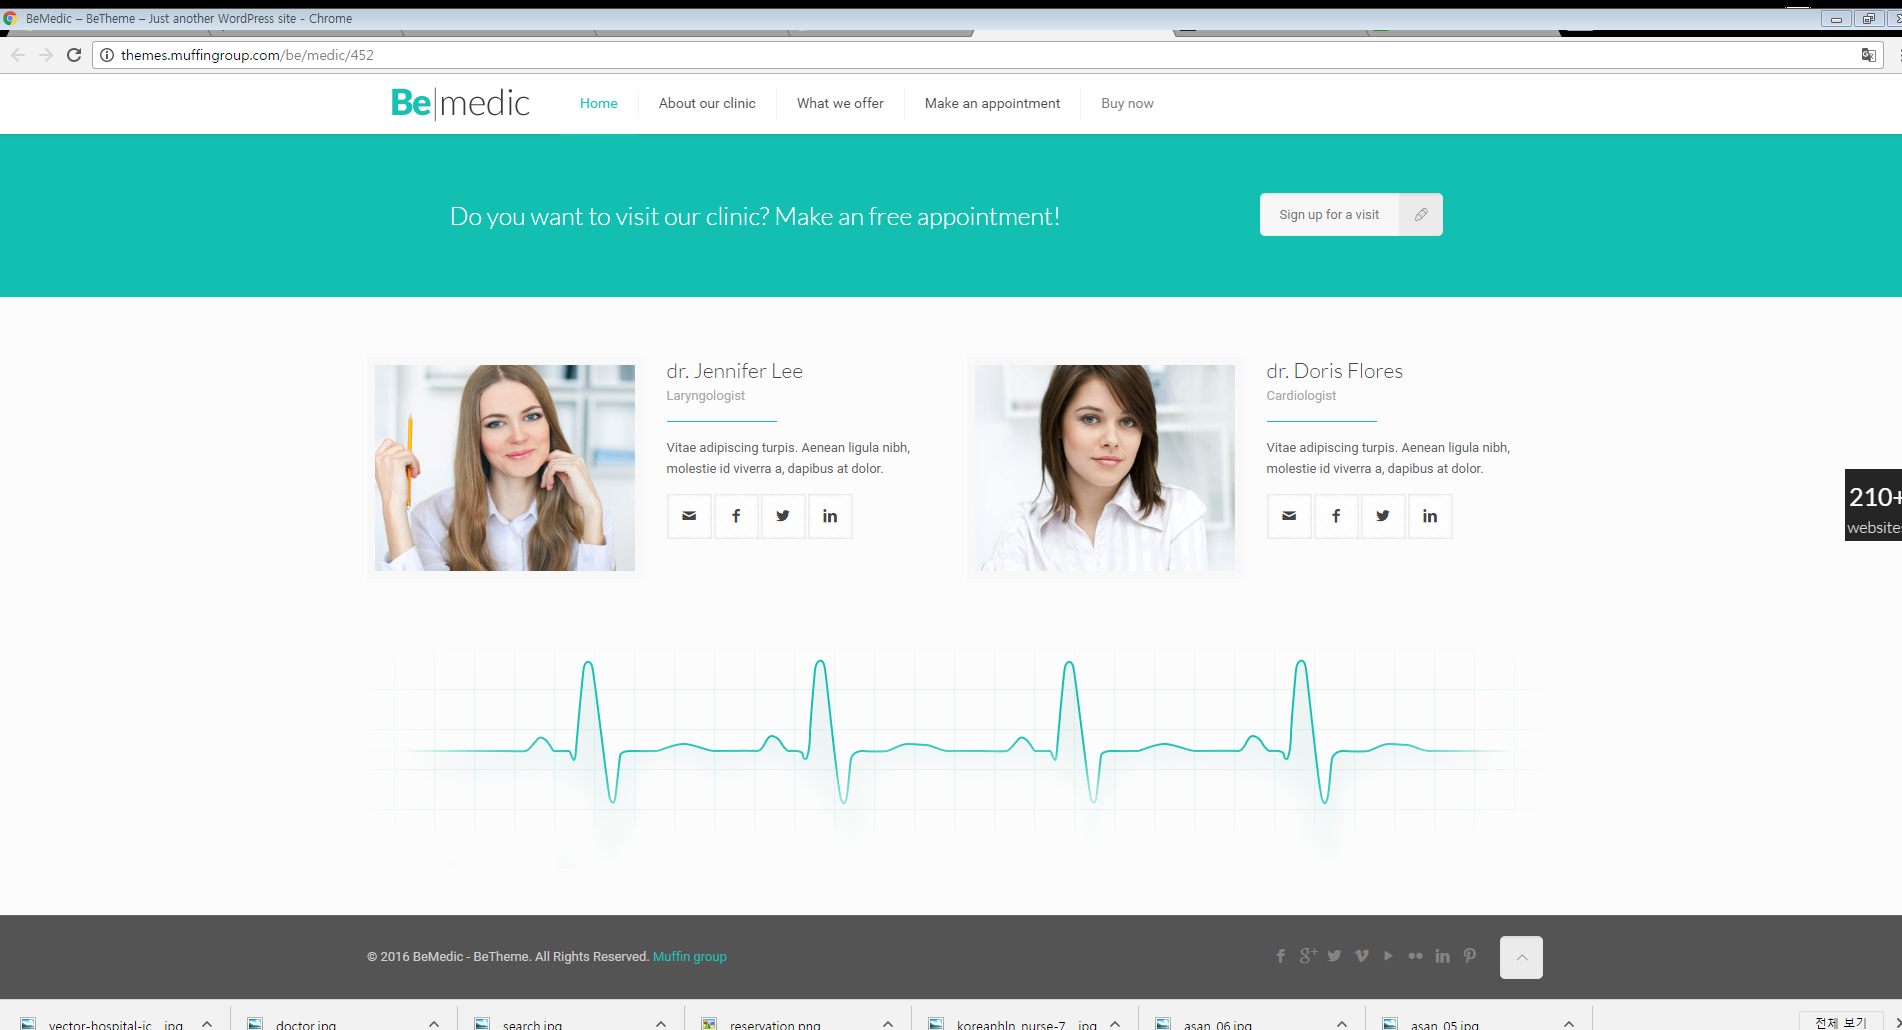 BeMedic – BeTheme – Just another WordPress site - Chrome
themes.muffingroup.com/be/medic/452
Be|medic
Home
About our clinic
What we offer
Make an appointment
Buy now
Do you want to visit our clinic? Make an free appointment!
Sign up for a visit
dr. Jennifer Lee
Laryngologist
Vitae adipiscing turpis. Aenean ligula nibh,
molestie id viverra a, dapibus at dolor.
dr. Doris Flores
Cardiologist
Vitae adipiscing turpis. Aenean ligula nibh,
molestie id viverra a, dapibus at dolor.
210+
website
© 2016 BeMedic - BeTheme. All Rights Reserved. Muffin group
vector-hospital-ic....jpg
doctor.jpg
search.jpg
reservation.png
koreanhln_nurse-7....jpg
asan_06.jpg
asan_05.jpg
전체 보기